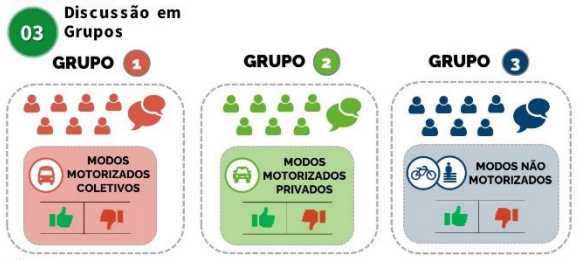 03
Discussão em
Grupos
GRUPO 1
GRUPO 2
GRUPO 3
MODOS
MOTORIZADOS
COLETIVOS
MODOS
MOTORIZADOS
PRIVADOS
MODOS NÃO
MOTORIZADOS